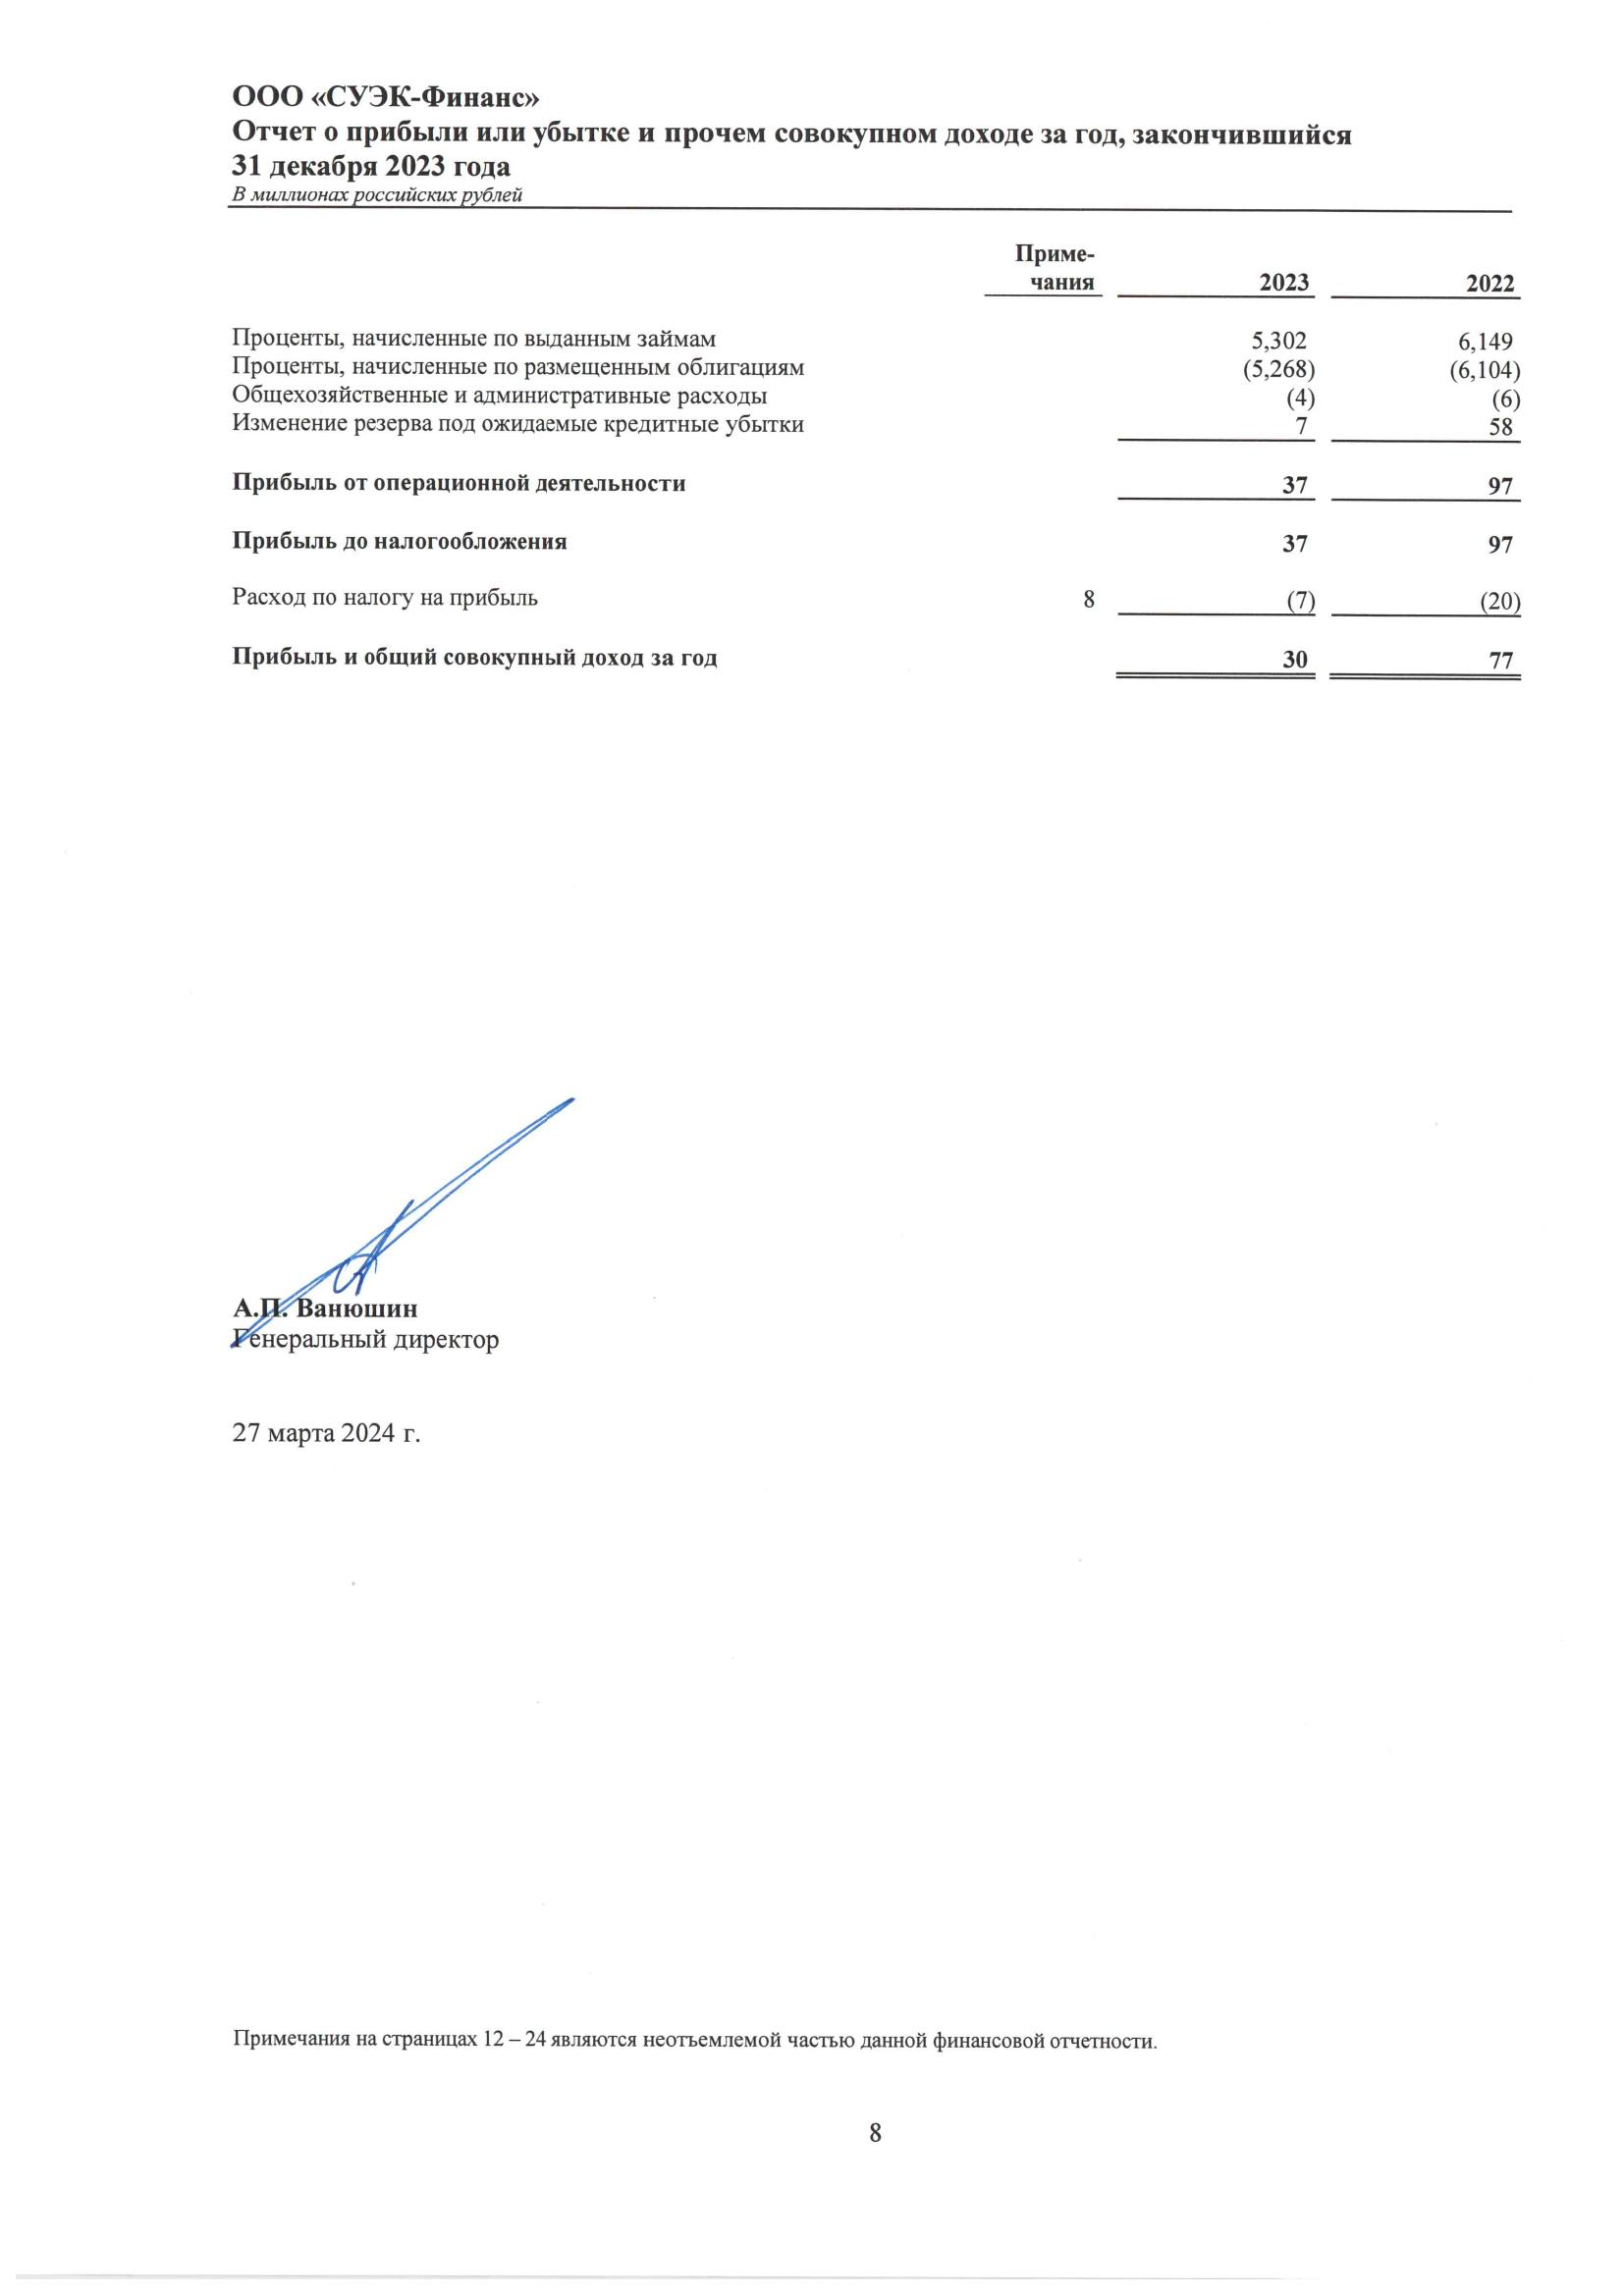 ООО «СУЭК-Финанс»
Отчет о прибыли или убытке и прочем совокупном доходе за год, закончившийся
31 декабря 2023 года
В миллионах российских рублей
Приме-
чания 2023 2022
Проценты, начисленные по выданным займам 5,302 6,149
Проценты, начисленные по размещенным облигациям (5,268) (6,104)
Общехозяйственные и административные расходы (4) (6)
Изменение резерва под ожидаемые кредитные убытки 7 58
Прибыль от операционной деятельности 37 97
Прибыль до налогообложения 37 97
Расход по налогу на прибыль 8 (7) (20)
Прибыль и общий совокупный доход за год 30 77
А.П. Ванюшин
Генеральный директор
27 марта 2024 г.
Примечания на страницах 12 – 24 являются неотъемлемой частью данной финансовой отчетности.
8